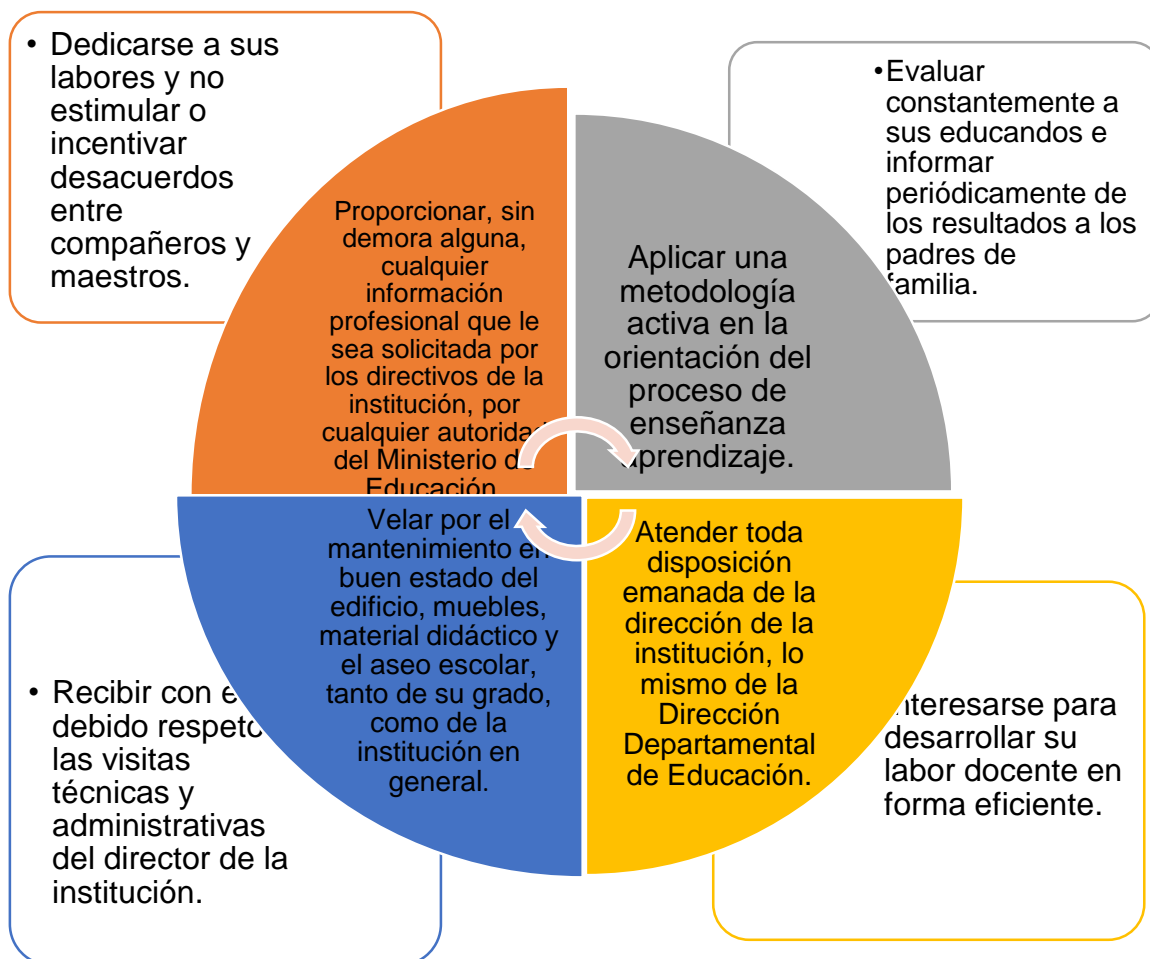 • Dedicarse a sus
labores y no
estimular o
incentivar
desacuerdos
entre
compañeros y
maestros.
Proporcionar, sin
demora alguna,
cualquier
información
profesional que le
sea solicitada por
los directivos de la
institución, por
cualquier autoridad
del Ministerio de
Educación
•Evaluar
constantemente a
sus educandos e
informar
periódicamente de
los resultados a los
padres de
familia.
Aplicar una
metodología
activa en la
orientación del
proceso de
enseñanza
aprendizaje.
• Recibir con el
debido respeto
las visitas
técnicas y
administrativas
del director de la
institución.
Velar por el
mantenimiento en
buen estado del
edificio, muebles,
material didáctico y
el aseo escolar,
tanto de su grado,
como de la
institución en
general.
Atender toda
disposición
emanada de la
dirección de la
institución, lo
mismo de la
Dirección
Departamental
de Educación.
Interesarse para
desarrollar su
labor docente en
forma eficiente.